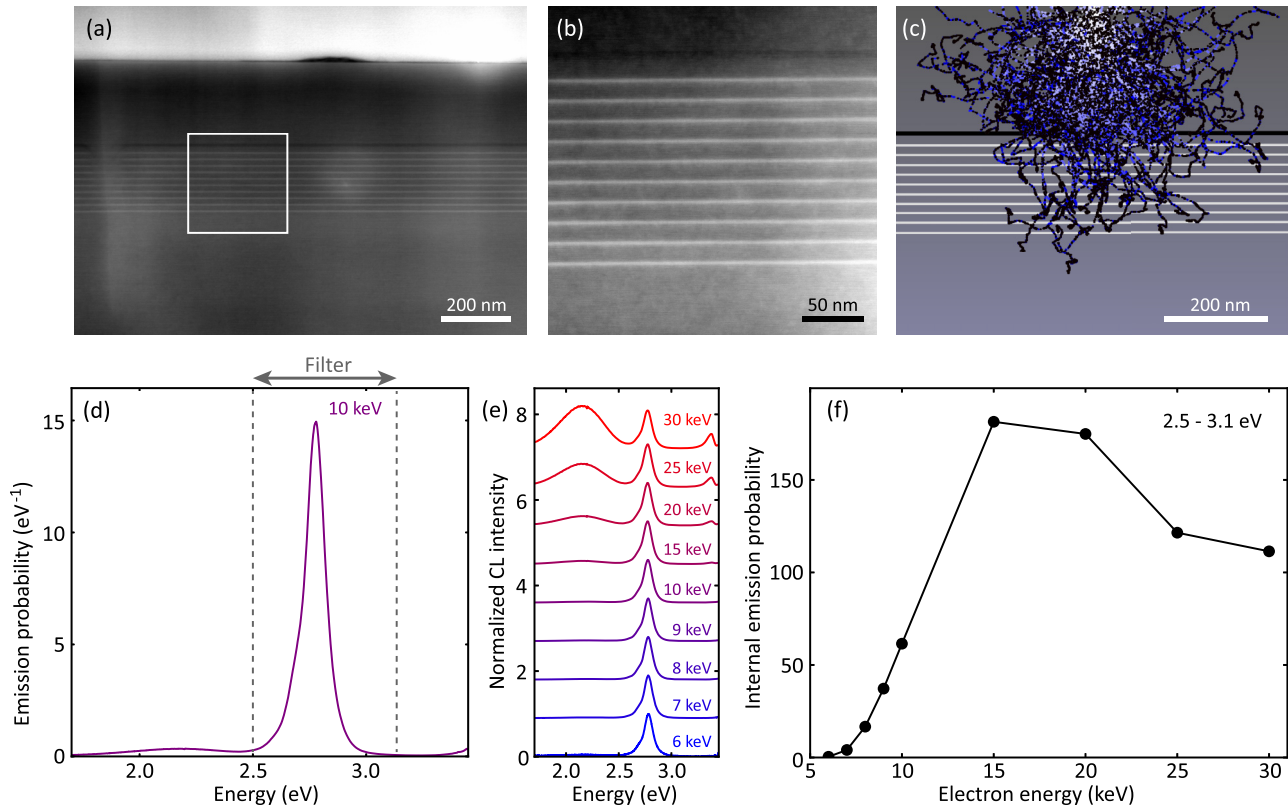 (a)
200 nm
(b)
50 nm
(c)
200 nm
Filter
(d)
10 keV
15
10
5
0
2.0
2.5
3.0
Emission probability (eV⁻¹)
Energy (eV)
(e)
30 keV
25 keV
20 keV
15 keV
10 keV
9 keV
8 keV
7 keV
6 keV
8
6
4
2
0
2.0
2.5
3.0
Normalized CL intensity
Energy (eV)
(f)
2.5 - 3.1 eV
150
100
50
0
5
10
15
20
25
30
Internal emission probability
Electron energy (keV)